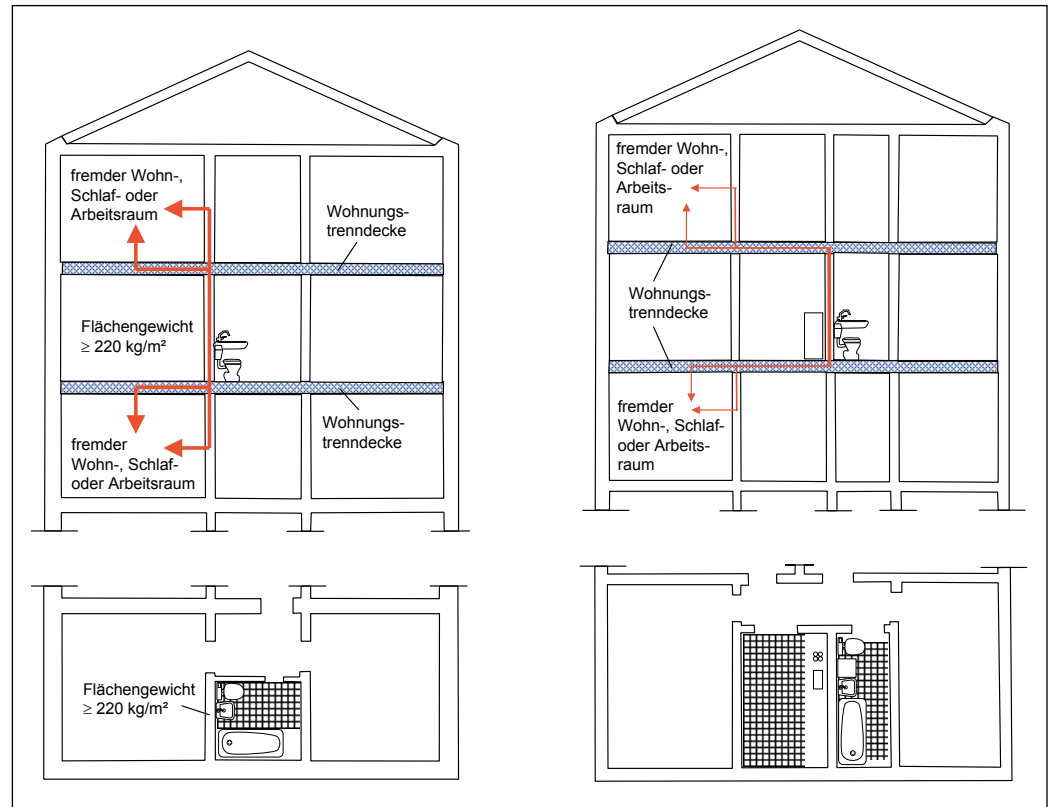 fremder Wohn-,
Schlaf- oder
Arbeitsraum
Wohnungs-
trenndecke
Flächengewicht
≥ 220 kg/m²
Wohnungs-
trenndecke
fremder
Wohn-, Schlaf-
oder Arbeitsraum
Flächengewicht
≥ 220 kg/m²
fremder Wohn-,
Schlaf- oder
Arbeits-
raum
Wohnungs-
trenndecke
fremder
Wohn-, Schlaf-
oder Arbeits-
raum